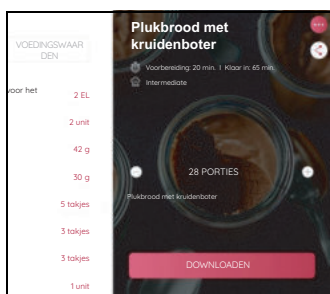 VOEDINGSWAAR
DEN
voor het
2 EL
2 unit
42 g
30 g
5 takjes
3 takjes
3 takjes
1 unit
Plukbrood met
kruidenboter
Voorbereiding: 20 min. I Klaar in: 65 min.
Intermediate
28 PORTIES
Plukbrood met kruidenboter
DOWNLOADEN